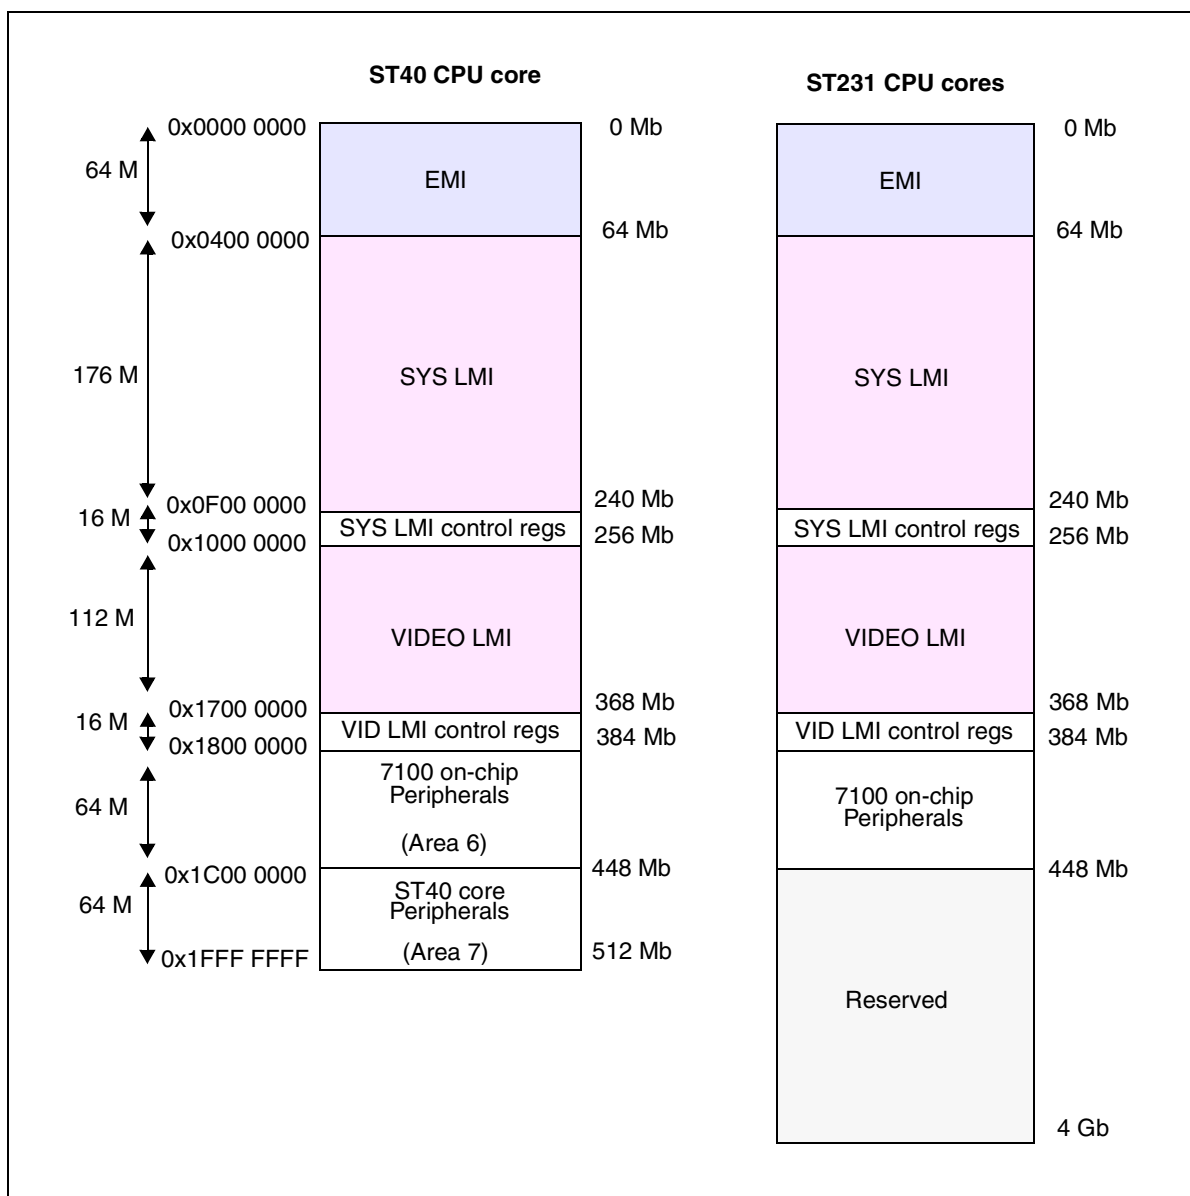 ST40 CPU core
ST231 CPU cores
0x0000 0000
0 Mb
0 Mb
64 M
EMI
EMI
0x0400 0000
64 Mb
64 Mb
176 M
SYS LMI
SYS LMI
0x0F00 0000
240 Mb
240 Mb
16 M
SYS LMI control regs
SYS LMI control regs
0x1000 0000
256 Mb
256 Mb
112 M
VIDEO LMI
VIDEO LMI
0x1700 0000
368 Mb
368 Mb
16 M
VID LMI control regs
VID LMI control regs
0x1800 0000
384 Mb
384 Mb
64 M
7100 on-chip
Peripherals
(Area 6)
7100 on-chip
Peripherals
0x1C00 0000
448 Mb
448 Mb
64 M
ST40 core
Peripherals
(Area 7)
0x1FFF FFFF
512 Mb
Reserved
4 Gb